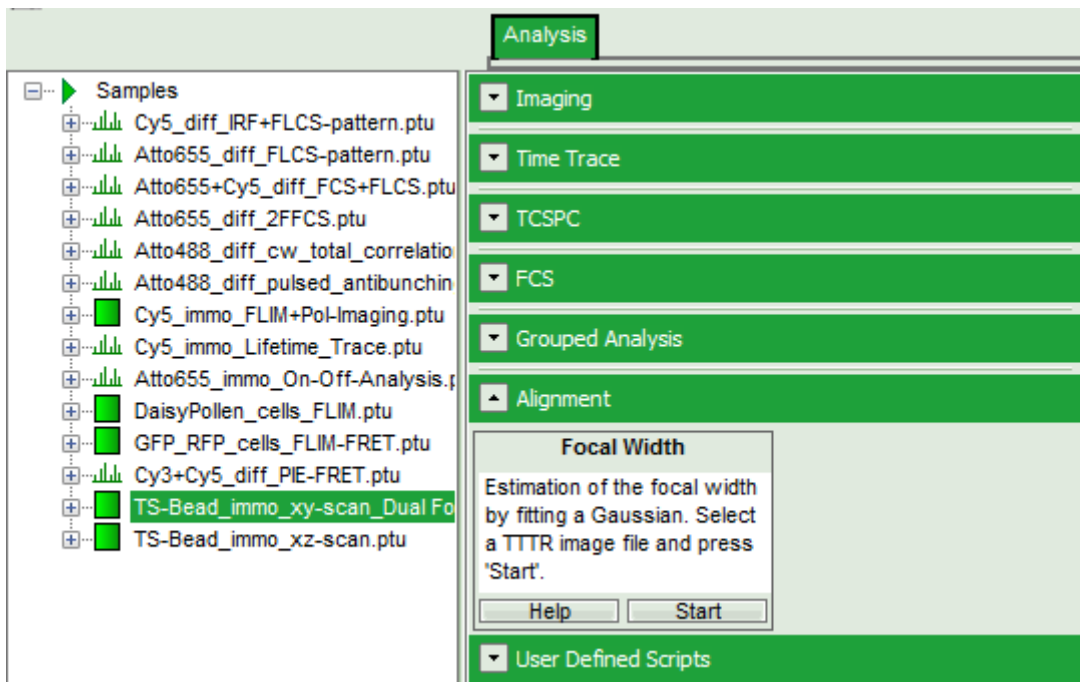 Analysis
Samples
Cy5_diff_IRF+FLCS-pattern.ptu
Atto655_diff_FLCS-pattern.ptu
Atto655+Cy5_diff_FCS+FLCS.ptu
Atto655_diff_2FFCS.ptu
Atto488_diff_cw_total_correlatio
Atto488_diff_pulsed_antibunchin
Cy5_immo_FLIM+Pol-Imaging.ptu
Cy5_immo_Lifetime_Trace.ptu
Atto655_immo_On-Off-Analysis.p
DaisyPollen_cells_FLIM.ptu
GFP_RFP_cells_FLIM-FRET.ptu
Cy3+Cy5_diff_PIE-FRET.ptu
TS-Bead_immo_xy-scan_Dual Fo
TS-Bead_immo_xz-scan.ptu
Imaging
Time Trace
TCSPC
FCS
Grouped Analysis
Alignment
Focal Width
Estimation of the focal width
by fitting a Gaussian. Select
a TTTR image file and press
'Start'.
Help Start
User Defined Scripts